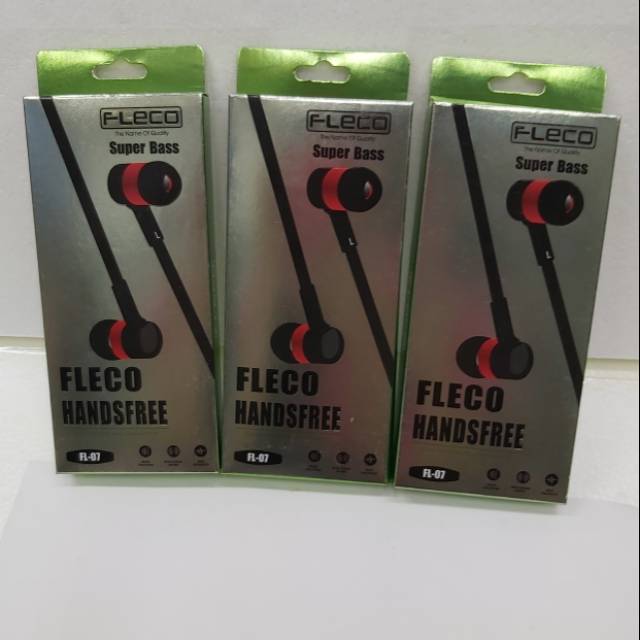 FLECO
The Name Of Quality
Super Bass
FLECO
HANDSFREE
FL-07
FLECO
The Name Of Quality
Super Bass
FLECO
HANDSFREE
FL-07
FLECO
The Name Of Quality
Super Bass
FLECO
HANDSFREE
FL-07